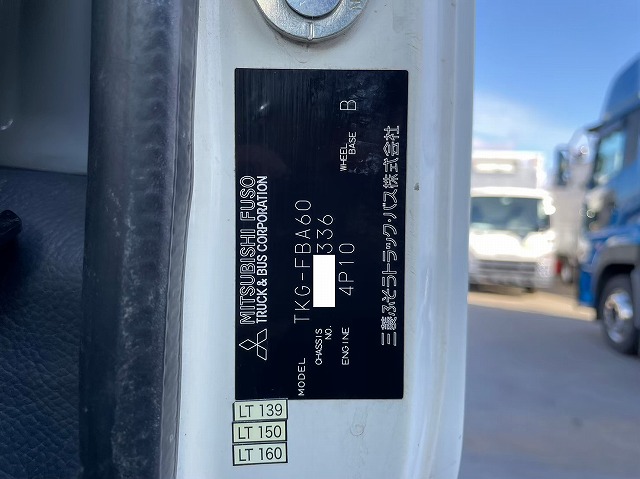 MITSUBISHI FUSO
TRUCK & BUS CORPORATION
MODEL TKG-FBA60
CHASSIS NO. 336
ENGINE 4P10
WHEEL BASE B
三菱ふそうトラック・バス株式会社
LT 139
LT 150
LT 160